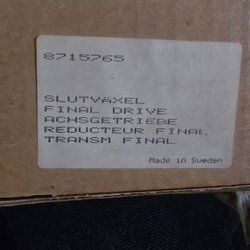 8715765
SLUTVÄXEL
FINAL DRIVE
ACHSGETRIEBE
REDUCTEUR FINAL
TRANSM FINAL
Made in Sweden